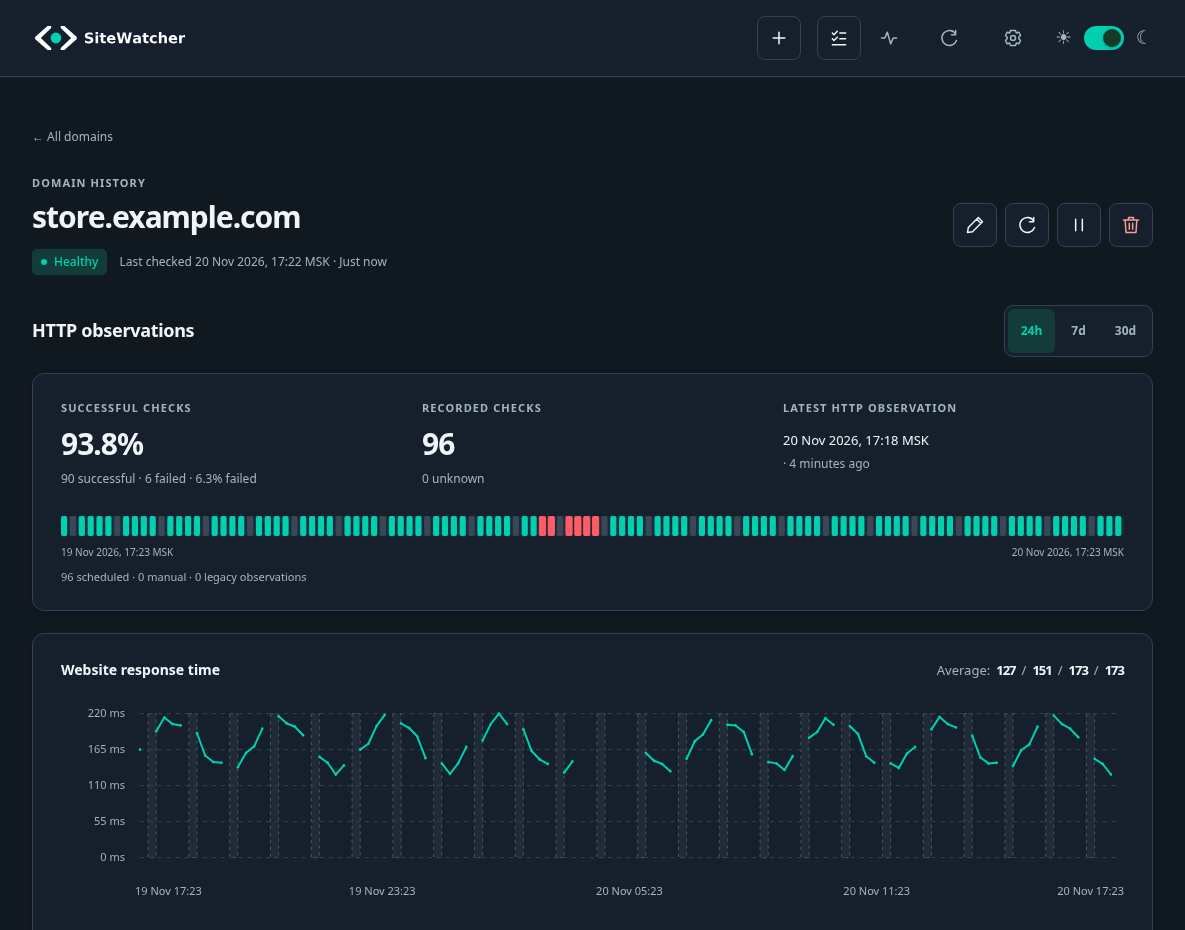 SiteWatcher
← All domains
DOMAIN HISTORY
store.example.com
Healthy
Last checked 20 Nov 2026, 17:22 MSK · Just now
HTTP observations
24h 7d 30d
SUCCESSFUL CHECKS
93.8%
90 successful · 6 failed · 6.3% failed
RECORDED CHECKS
96
0 unknown
LATEST HTTP OBSERVATION
20 Nov 2026, 17:18 MSK
· 4 minutes ago
19 Nov 2026, 17:23 MSK
20 Nov 2026, 17:23 MSK
96 scheduled · 0 manual · 0 legacy observations
Website response time
Average: 127 / 151 / 173 / 173
220 ms
165 ms
110 ms
55 ms
0 ms
19 Nov 17:23
19 Nov 23:23
20 Nov 05:23
20 Nov 11:23
20 Nov 17:23